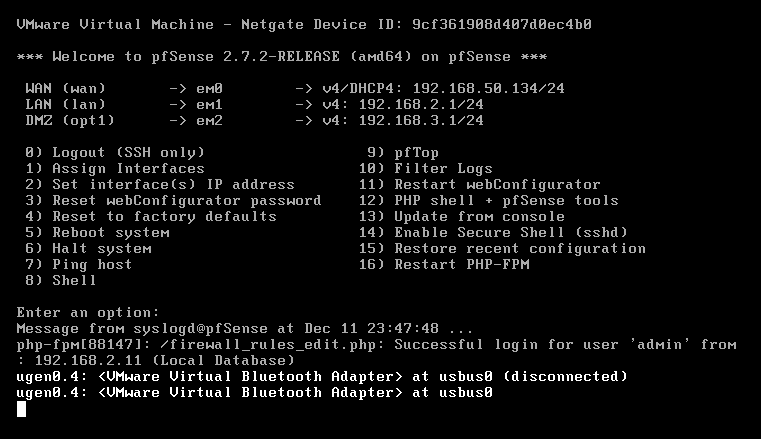 VMware Virtual Machine - Netgate Device ID: 9cf361908d407d0ec4b0
*** Welcome to pfSense 2.7.2-RELEASE (amd64) on pfSense ***
WAN (wan) -> em0 -> v4/DHCP4: 192.168.50.134/24
LAN (lan) -> em1 -> v4: 192.168.2.1/24
DMZ (opt1) -> em2 -> v4: 192.168.3.1/24
0) Logout (SSH only) 9) pfTop
1) Assign Interfaces 10) Filter Logs
2) Set interface(s) IP address 11) Restart webConfigurator
3) Reset webConfigurator password 12) PHP shell + pfSense tools
4) Reset to factory defaults 13) Update from console
5) Reboot system 14) Enable Secure Shell (sshd)
6) Halt system 15) Restore recent configuration
7) Ping host 16) Restart PHP-FPM
8) Shell
Enter an option:
Message from syslogd@pfSense at Dec 11 23:47:48 ...
php-fpm[88147]: /firewall_rules_edit.php: Successful login for user 'admin' from
: 192.168.2.11 (Local Database)
ugen0.4: <VMware Virtual Bluetooth Adapter> at usbus0 (disconnected)
ugen0.4: <VMware Virtual Bluetooth Adapter> at usbus0